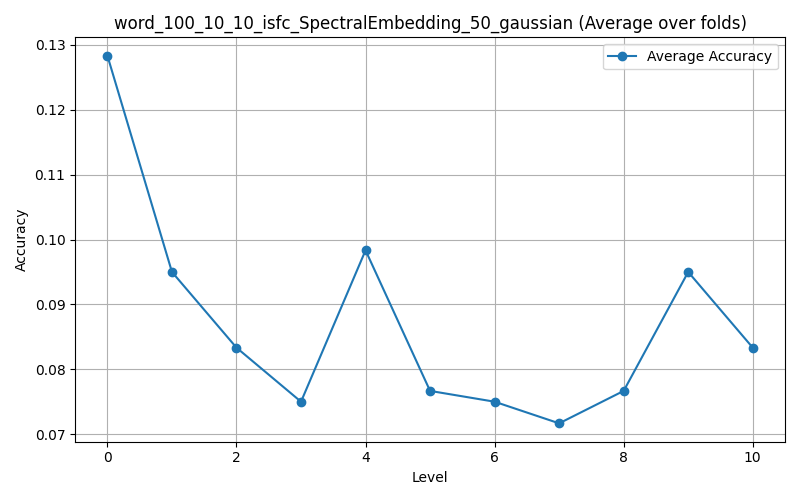 word_100_10_10_isfc_SpectralEmbedding_50_gaussian (Average over folds)
Average Accuracy
0.13
0.12
0.11
0.10
0.09
0.08
0.07
Accuracy
0 2 4 6 8 10
Level